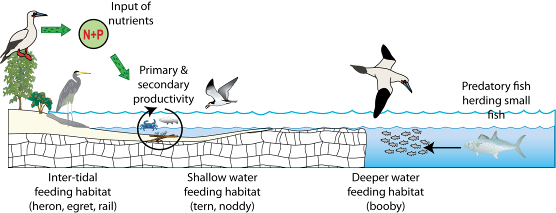 Input of
nutrients
N+P
Primary &
secondary
productivity
Predatory fish
herding small
fish
Inter-tidal
feeding habitat
(heron, egret, rail)
Shallow water
feeding habitat
(tern, noddy)
Deeper water
feeding habitat
(booby)